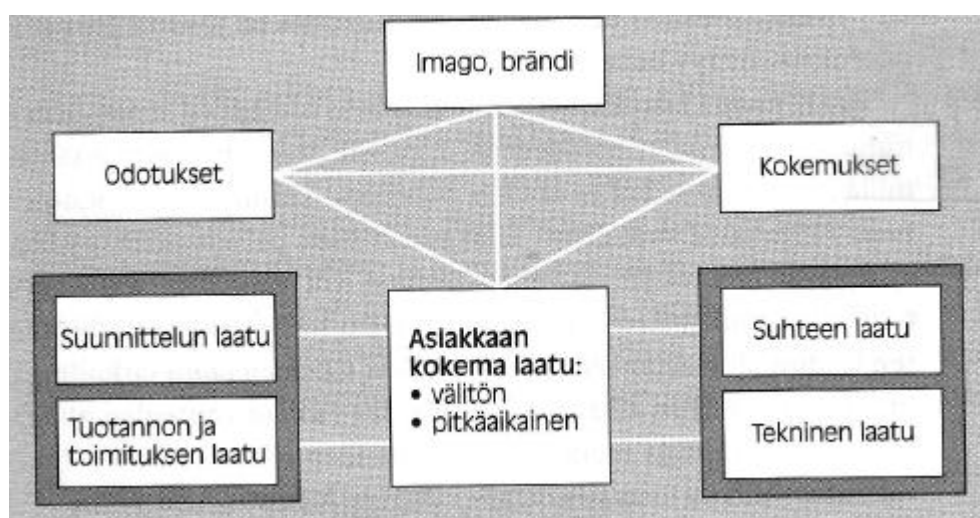 Imago, brändi
Odotukset
Kokemukset
Suunnittelun laatu
Tuotannon ja
toimituksen laatu
Asiakkaan
kokema laatu:
• välitön
• pitkäaikainen
Suhteen laatu
Tekninen laatu